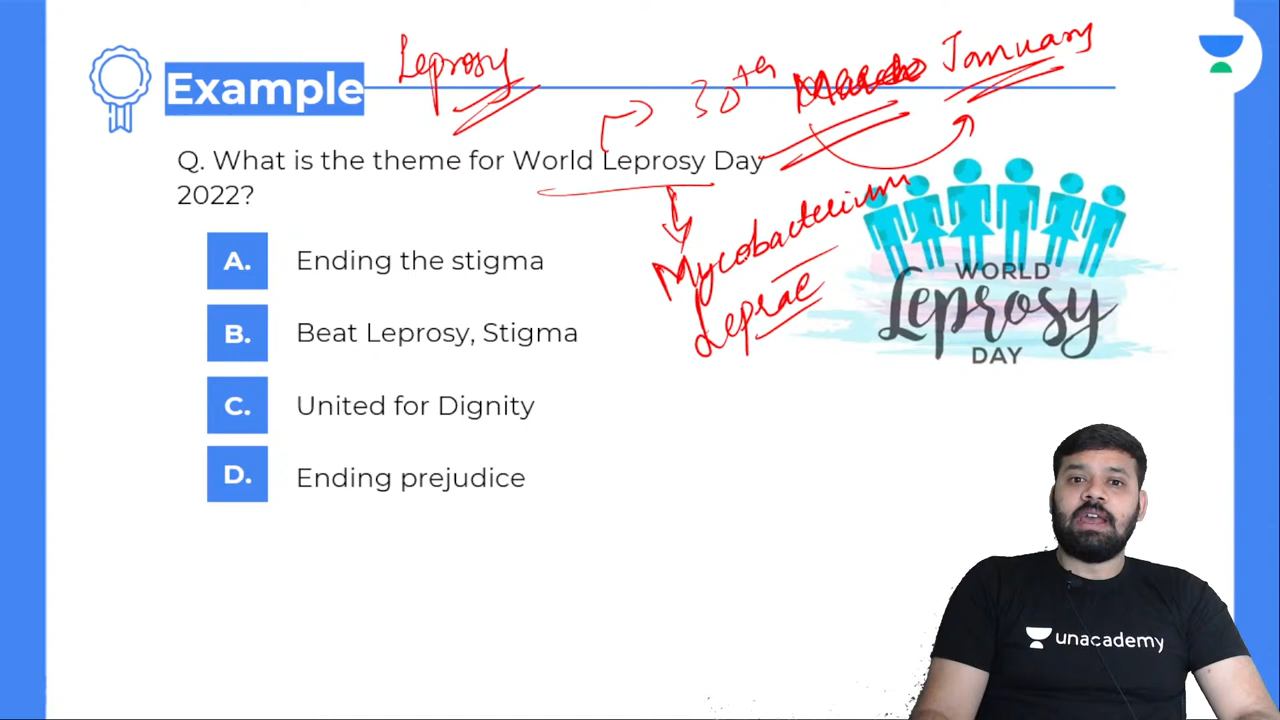 Leprosy
30th January
Example
Q. What is the theme for World Leprosy Day
2022?
Mycobacterium
Leprae
A. Ending the stigma
B. Beat Leprosy, Stigma
C. United for Dignity
D. Ending prejudice
WORLD
Leprosy
DAY
unacademy